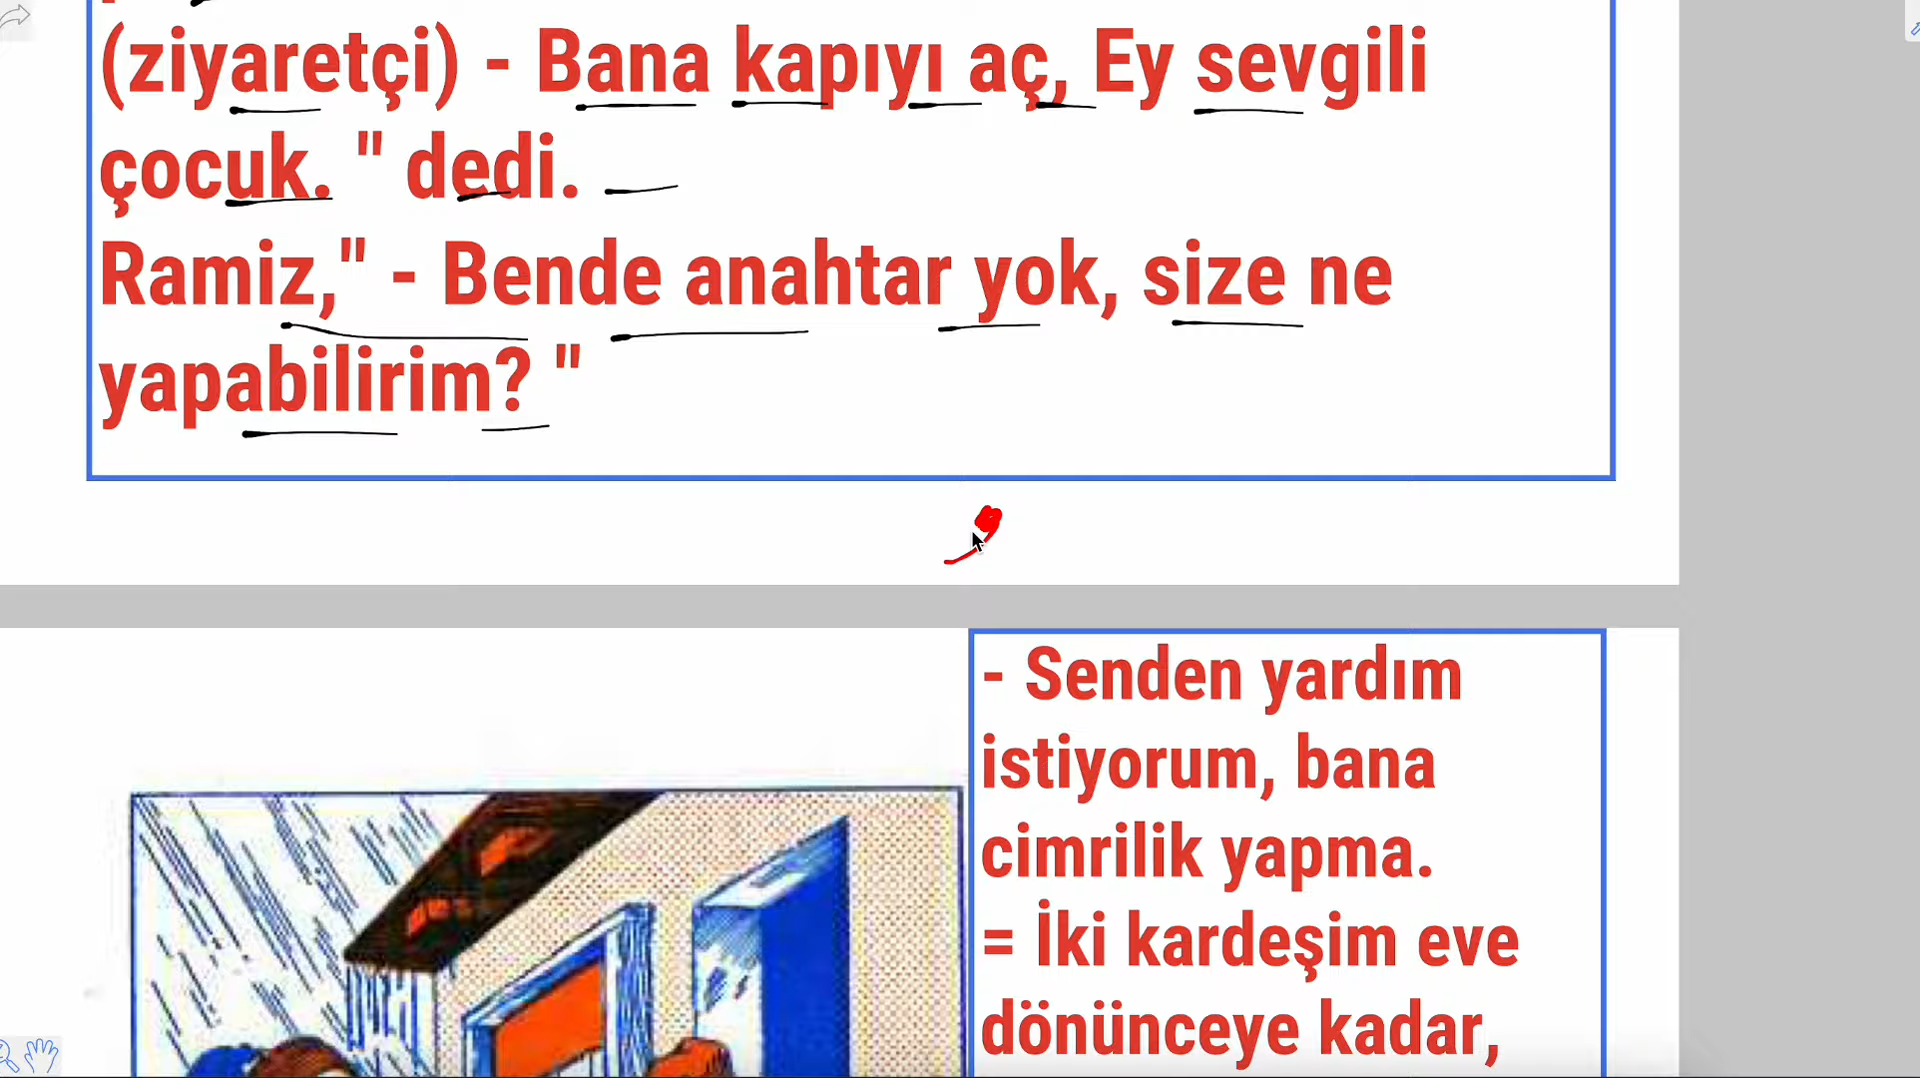 (ziyaretçi) - Bana kapıyı aç, Ey sevgili
çocuk. " dedi.
Ramiz," - Bende anahtar yok, size ne
yapabilirim? "
- Senden yardım
istiyorum, bana
cimrilik yapma.
= İki kardeşim eve
dönünceye kadar,